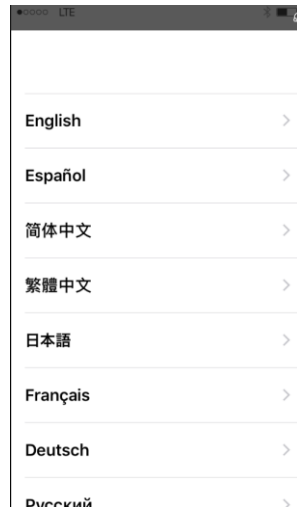 LTE
English
Español
简体中文
繁體中文
日本語
Français
Deutsch
Русский